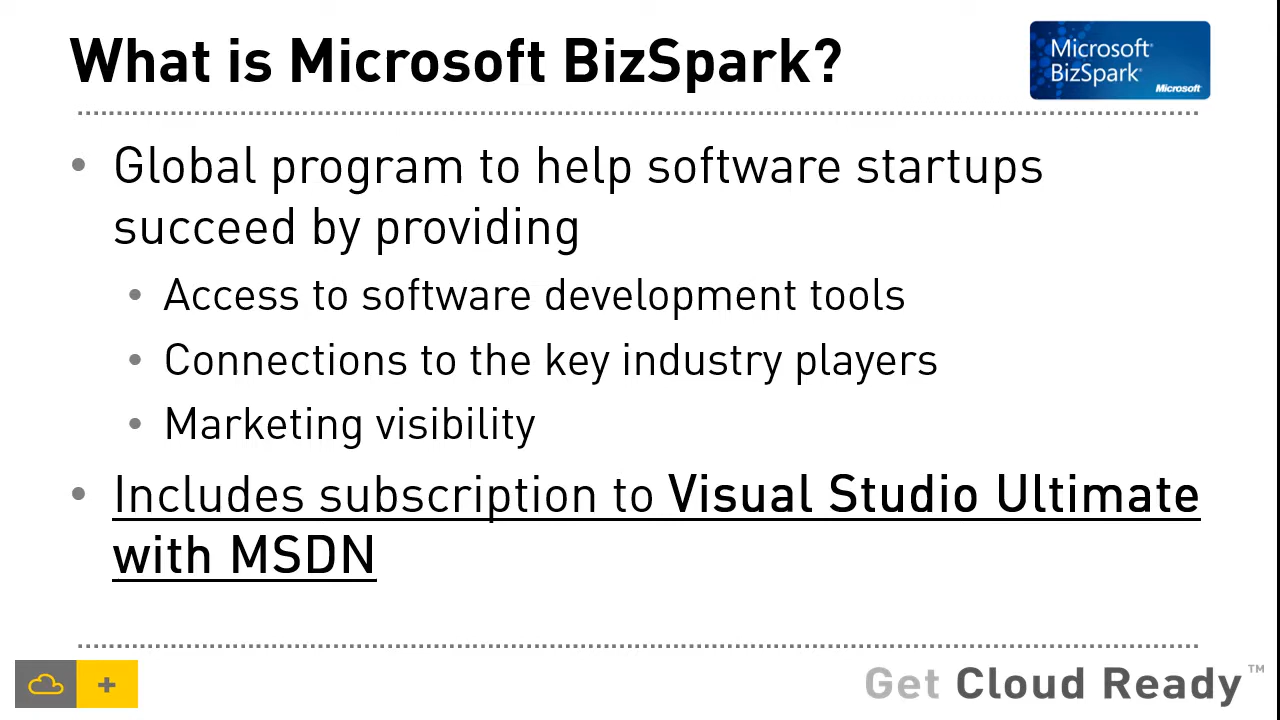 What is Microsoft BizSpark?
Microsoft®
BizSpark®
Microsoft
• Global program to help software startups
succeed by providing
• Access to software development tools
• Connections to the key industry players
• Marketing visibility
• Includes subscription to Visual Studio Ultimate
with MSDN
Get Cloud Ready™